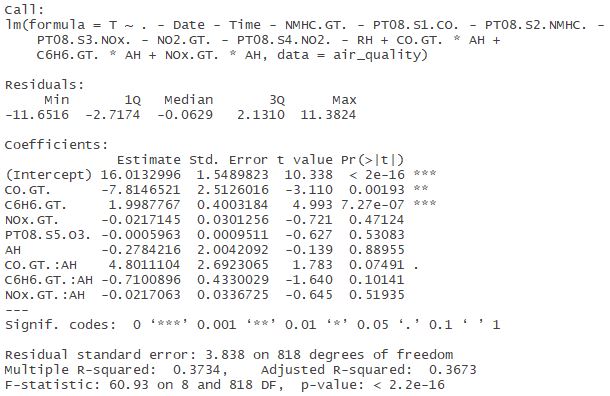 Call:
lm(formula = T ~ . - Date - Time - NMHC.GT. - PT08.S1.CO. - PT08.S2.NMHC. -
    PT08.S3.NOx. - NO2.GT. - PT08.S4.NO2. - RH + CO.GT. * AH +
    C6H6.GT. * AH + NOx.GT. * AH, data = air_quality)
Residuals:
     Min       1Q   Median       3Q      Max
-11.6516  -2.7174  -0.0629   2.1310  11.3824
Coefficients:
              Estimate Std. Error t value Pr(>|t|)
(Intercept) 16.0132996  1.5489823  10.338  < 2e-16 ***
CO.GT.      -7.8146521  2.5126016  -3.110  0.00193 **
C6H6.GT.     1.9987767  0.4003184   4.993 7.27e-07 ***
NOx.GT.     -0.0217145  0.0301256  -0.721  0.47124
PT08.S5.O3. -0.0005963  0.0009511  -0.627  0.53083
AH          -0.2784216  2.0042092  -0.139  0.88955
CO.GT.:AH    4.8011104  2.6923065   1.783  0.07491 .
C6H6.GT.:AH -0.7100896  0.4330029  -1.640  0.10141
NOx.GT.:AH  -0.0217063  0.0336725  -0.645  0.51935
---
Signif. codes:  0 ‘***’ 0.001 ‘**’ 0.01 ‘*’ 0.05 ‘.’ 0.1 ‘ ’ 1
Residual standard error: 3.838 on 818 degrees of freedom
Multiple R-squared:  0.3734,    Adjusted R-squared:  0.3673
F-statistic: 60.93 on 8 and 818 DF,  p-value: < 2.2e-16